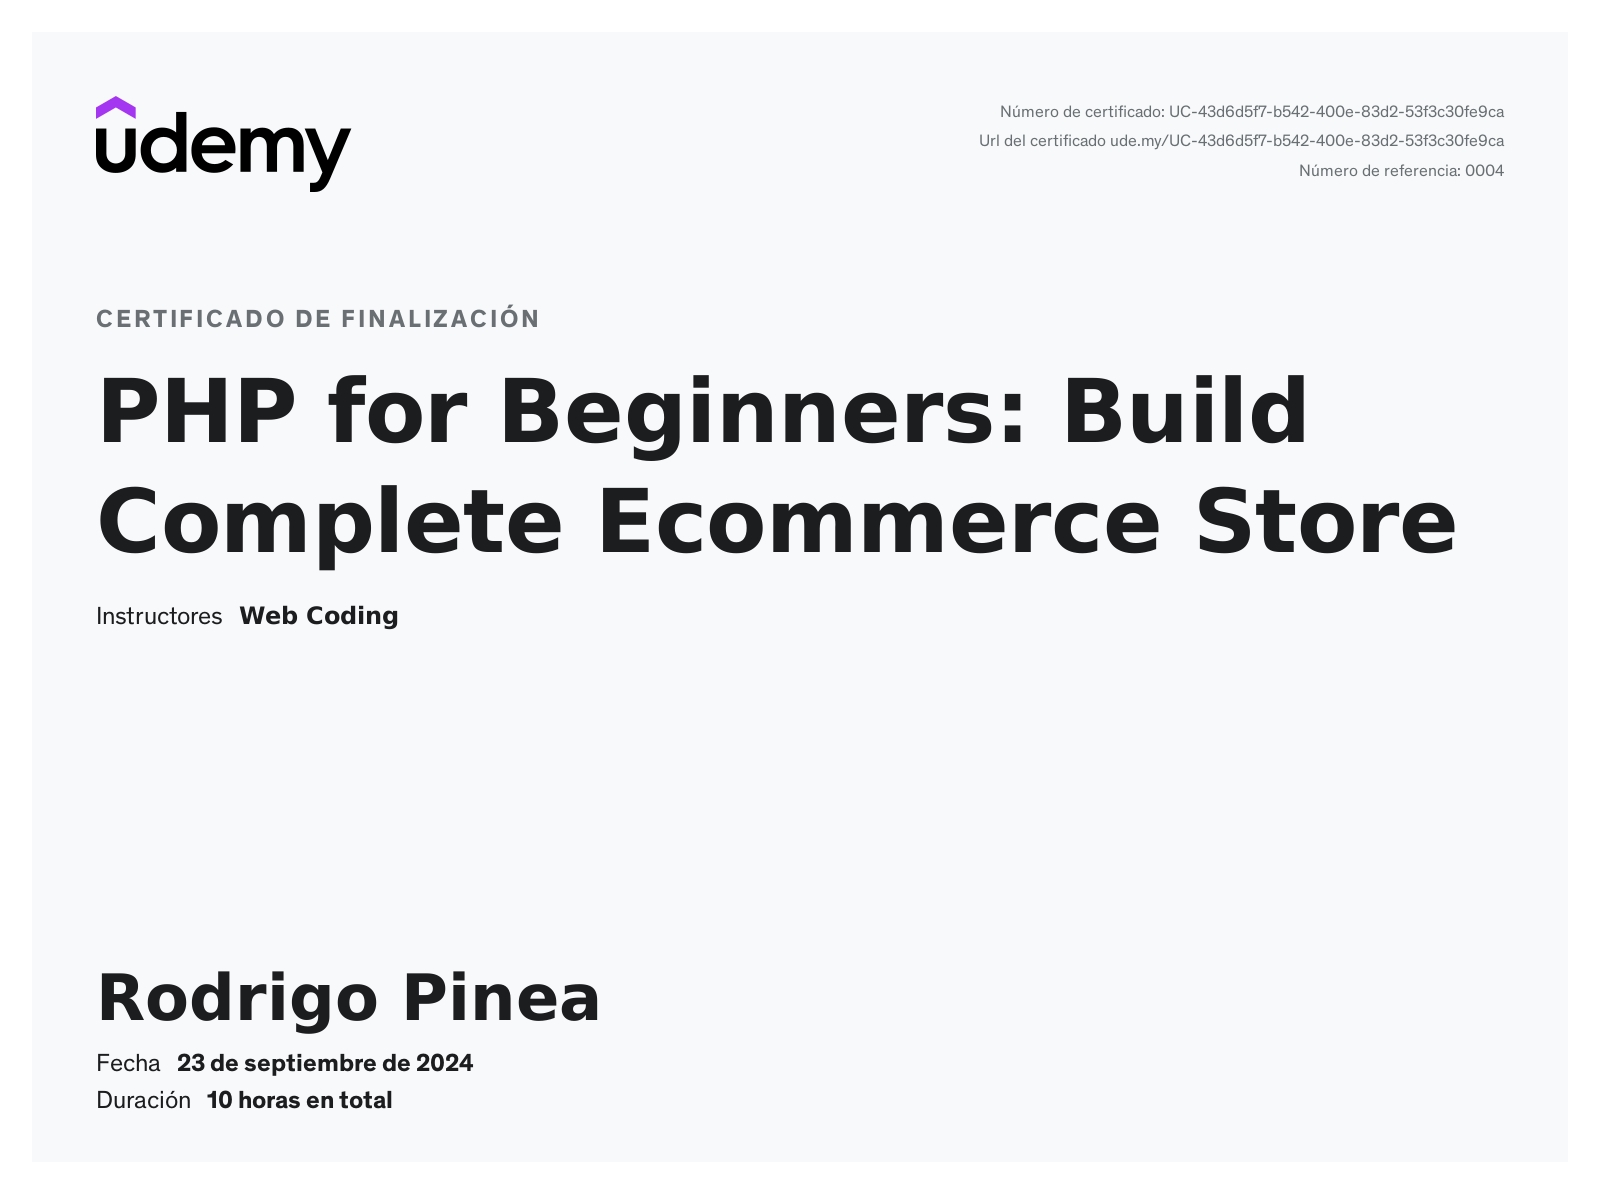 udemy
Número de certificado: UC-43d6d5f7-b542-400e-83d2-53f3c30fe9ca
Url del certificado ude.my/UC-43d6d5f7-b542-400e-83d2-53f3c30fe9ca
Número de referencia: 0004
CERTIFICADO DE FINALIZACIÓN
PHP for Beginners: Build
Complete Ecommerce Store
Instructores Web Coding
Rodrigo Pinea
Fecha 23 de septiembre de 2024
Duración 10 horas en total